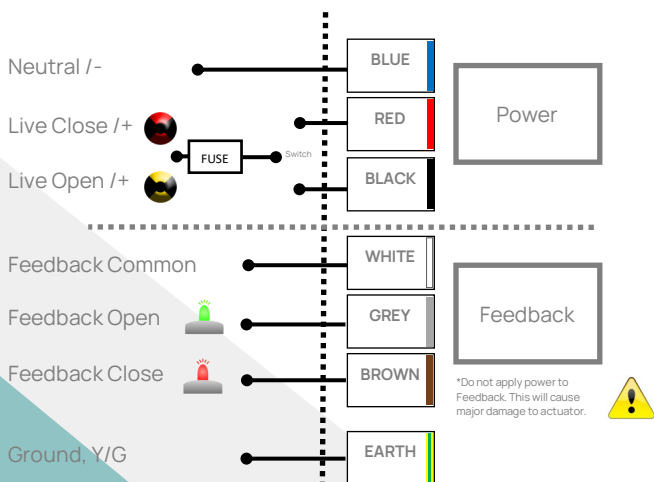 Neutral /-
BLUE
Live Close /+
RED
Power
FUSE
Switch
Live Open /+
BLACK
Feedback Common
WHITE
Feedback Open
GREY
Feedback
Feedback Close
BROWN
*Do not apply power to
Feedback. This will cause
major damage to actuator.
Ground, Y/G
EARTH